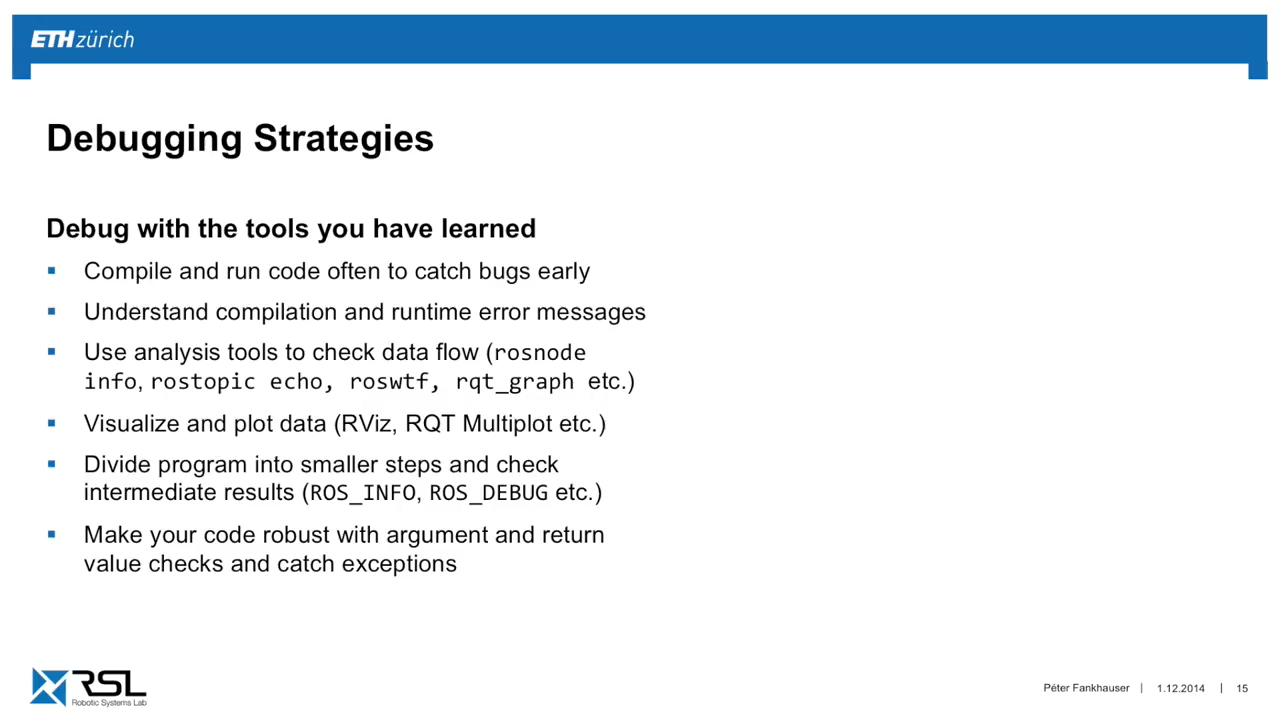 ETH zürich
Debugging Strategies
Debug with the tools you have learned
Compile and run code often to catch bugs early
Understand compilation and runtime error messages
Use analysis tools to check data flow (rosnode
info, rostopic echo, roswtf, rqt_graph etc.)
Visualize and plot data (RViz, RQT Multiplot etc.)
Divide program into smaller steps and check
intermediate results (ROS_INFO, ROS_DEBUG etc.)
Make your code robust with argument and return
value checks and catch exceptions
RSL
Robotic Systems Lab
Péter Fankhauser | 1.12.2014 | 15